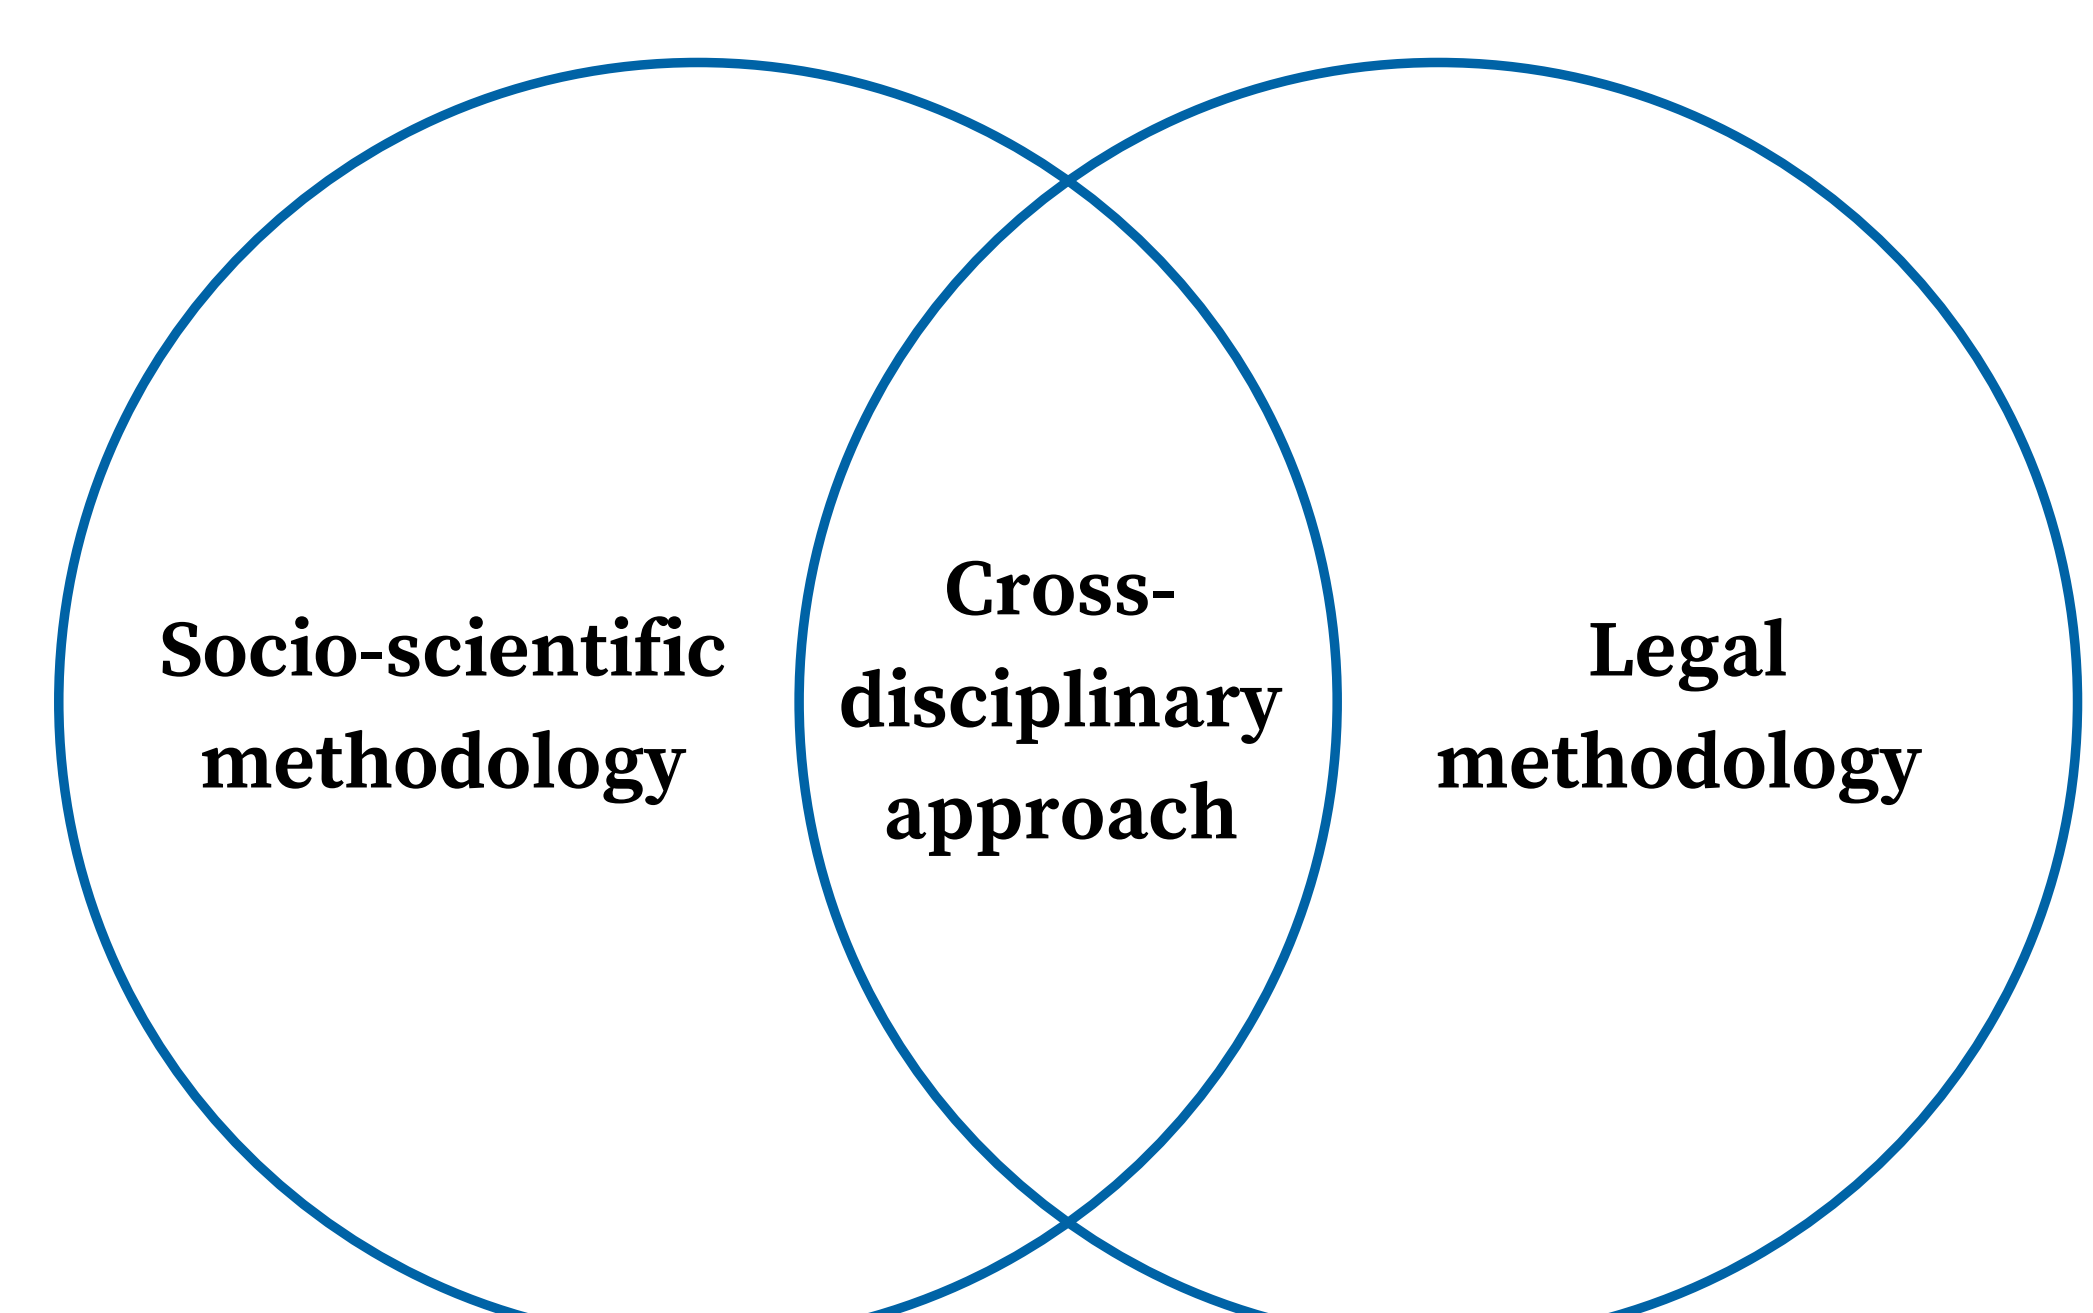 Socio-scientific
methodology
Cross-
disciplinary
approach
Legal
methodology